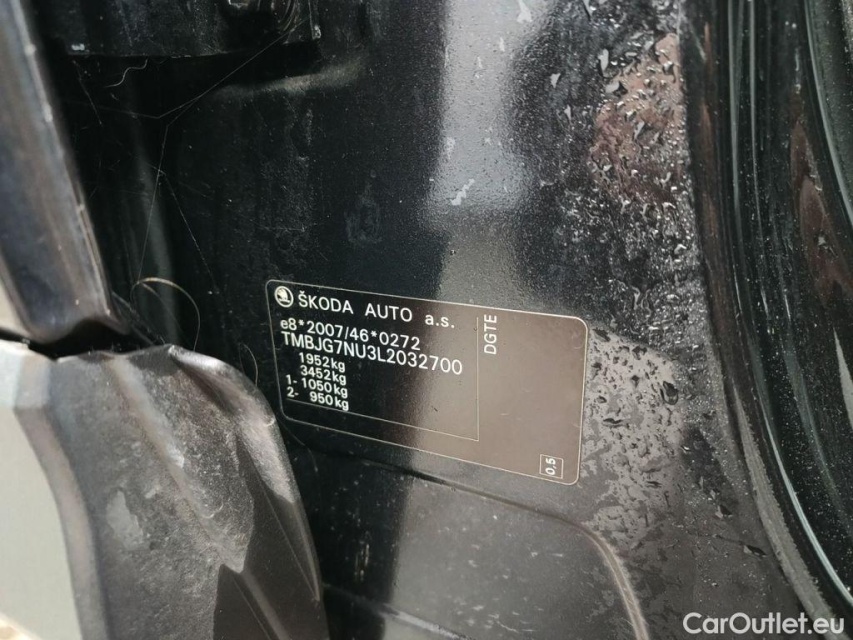 ŠKODA AUTO a.s.
e8*2007/46*0272
TMBJG7NU3L2032700
1952kg
3452kg
1- 1050kg
2- 950kg
DGTE
0,5
CarOutlet.eu